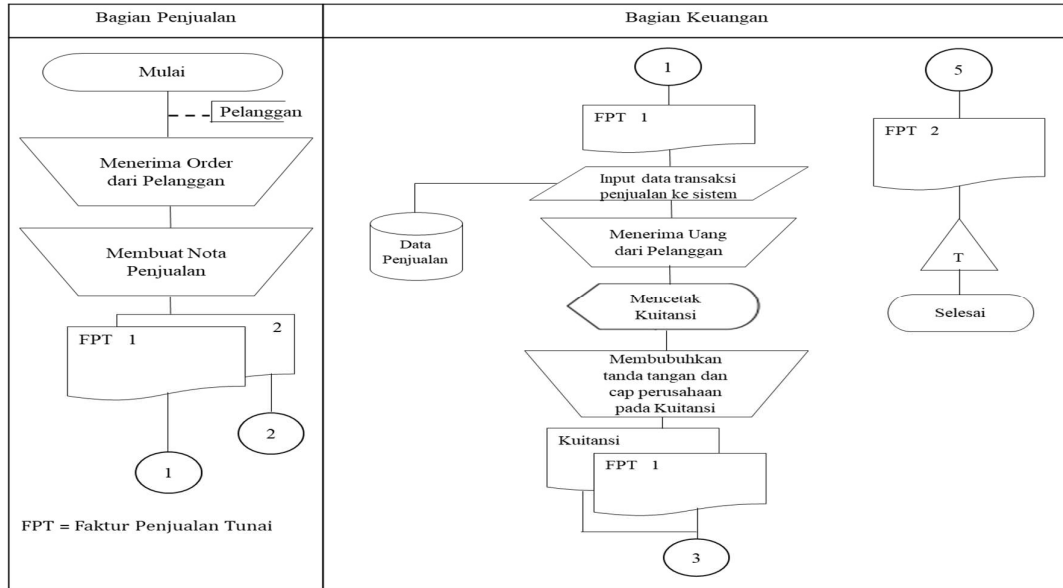 Bagian Penjualan
Bagian Keuangan
Mulai
Pelanggan
Menerima Order
dari Pelanggan
Membuat Nota
Penjualan
FPT 1
2
2
1
FPT = Faktur Penjualan Tunai
1
FPT 1
Input data transaksi
penjualan ke sistem
Data
Penjualan
Menerima Uang
dari Pelanggan
Mencetak
Kuitansi
Membubuhkan
tanda tangan dan
cap perusahaan
pada Kuitansi
Kuitansi
FPT 1
3
5
FPT 2
T
Selesai